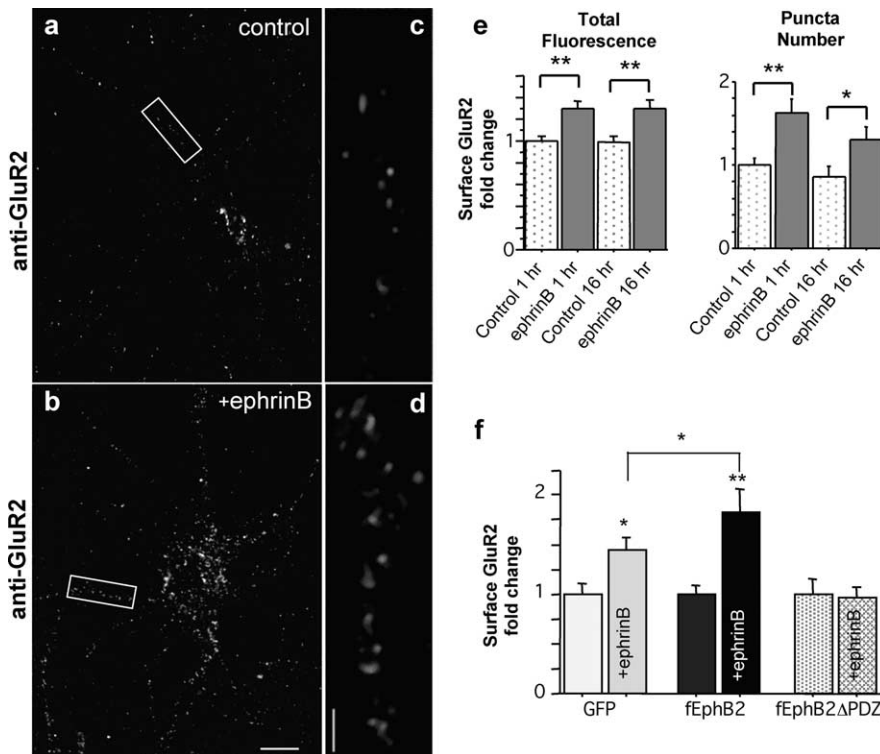 a
control
c
anti-GluR2
b
+ephrinB
d
anti-GluR2
e
Total
Fluorescence
Surface GluR2
fold change
1
0
**
**
Control 1 hr
ephrinB 1 hr
Control 16 hr
ephrinB 16 hr
Puncta
Number
2
1
0
**
*
Control 1 hr
ephrinB 1 hr
Control 16 hr
ephrinB 16 hr
f
Surface GluR2
fold change
2
1
0
*
*
**
+ephrinB
+ephrinB
+ephrinB
GFP
fEphB2
fEphB2ΔPDZ